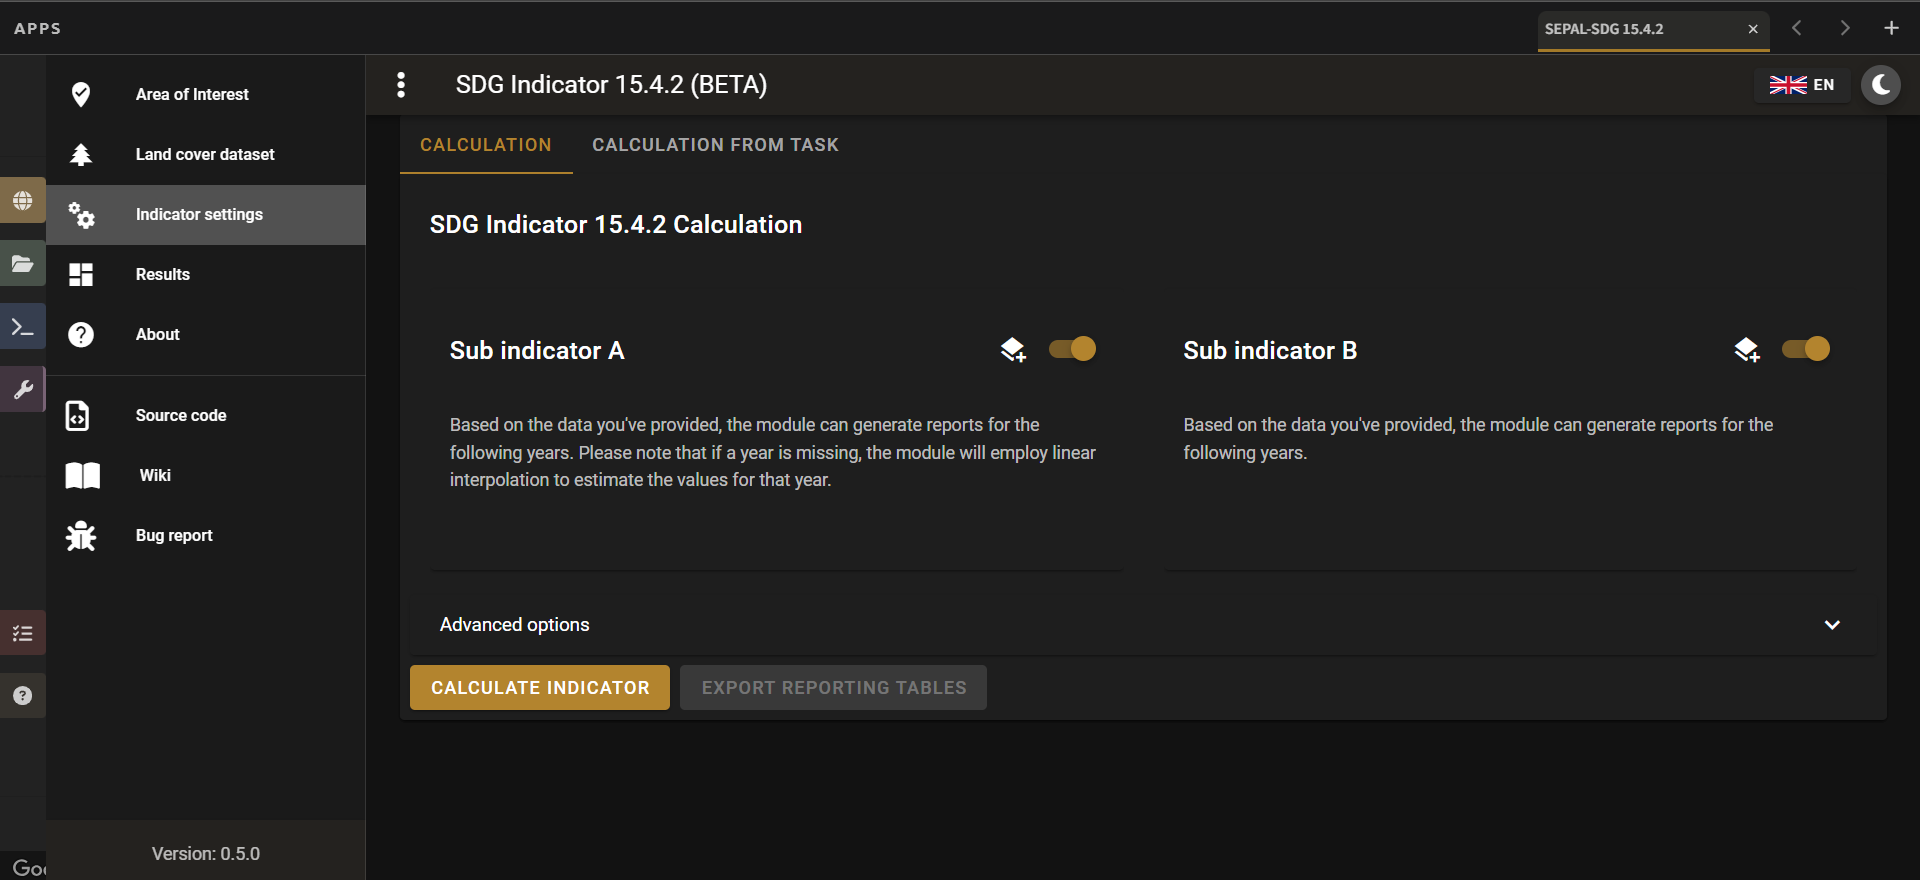 APPS
SEPAL-SDG 15.4.2
SDG Indicator 15.4.2 (BETA)
EN
Area of Interest
Land cover dataset
Indicator settings
Results
About
Source code
Wiki
Bug report
Version: 0.5.0
CALCULATION
CALCULATION FROM TASK
SDG Indicator 15.4.2 Calculation
Sub indicator A
Based on the data you've provided, the module can generate reports for the
following years. Please note that if a year is missing, the module will employ linear
interpolation to estimate the values for that year.
Sub indicator B
Based on the data you've provided, the module can generate reports for the
following years.
Advanced options
CALCULATE INDICATOR
EXPORT REPORTING TABLES